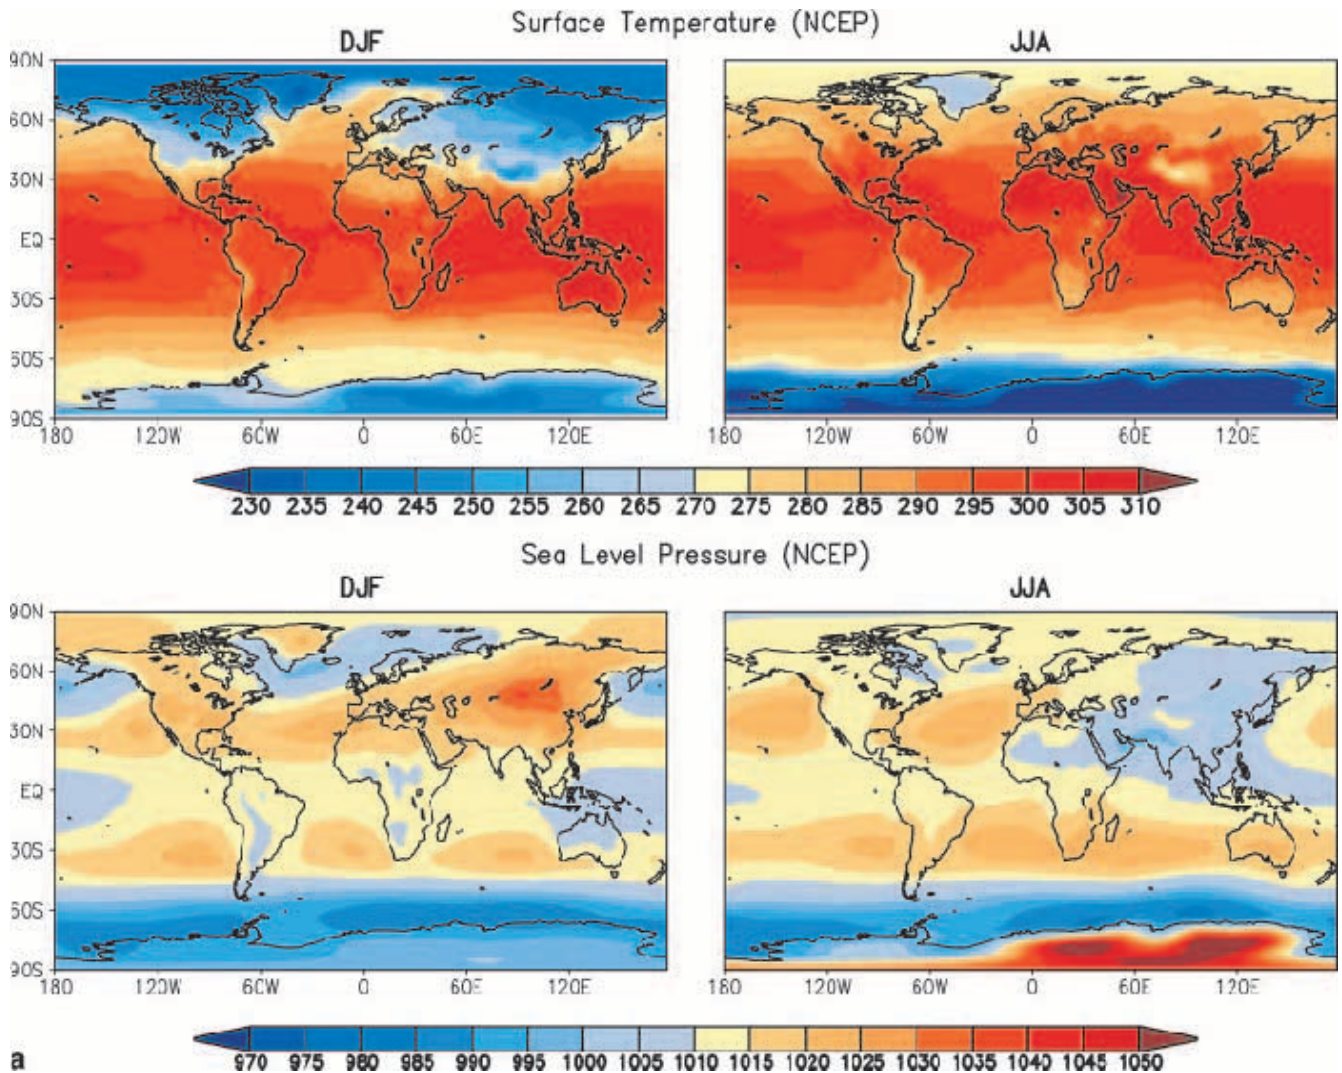 Surface Temperature (NCEP)
DJF
JJA
90N
60N
30N
EQ
30S
60S
90S
180 120W 60W 0 60E 120E
180 120W 60W 0 60E 120E
230 235 240 245 250 255 260 265 270 275 280 285 290 295 300 305 310
Sea Level Pressure (NCEP)
DJF
JJA
90N
60N
30N
EQ
30S
60S
90S
180 120W 60W 0 60E 120E
180 120W 60W 0 60E 120E
970 975 980 985 990 995 1000 1005 1010 1015 1020 1025 1030 1035 1040 1045 1050
a